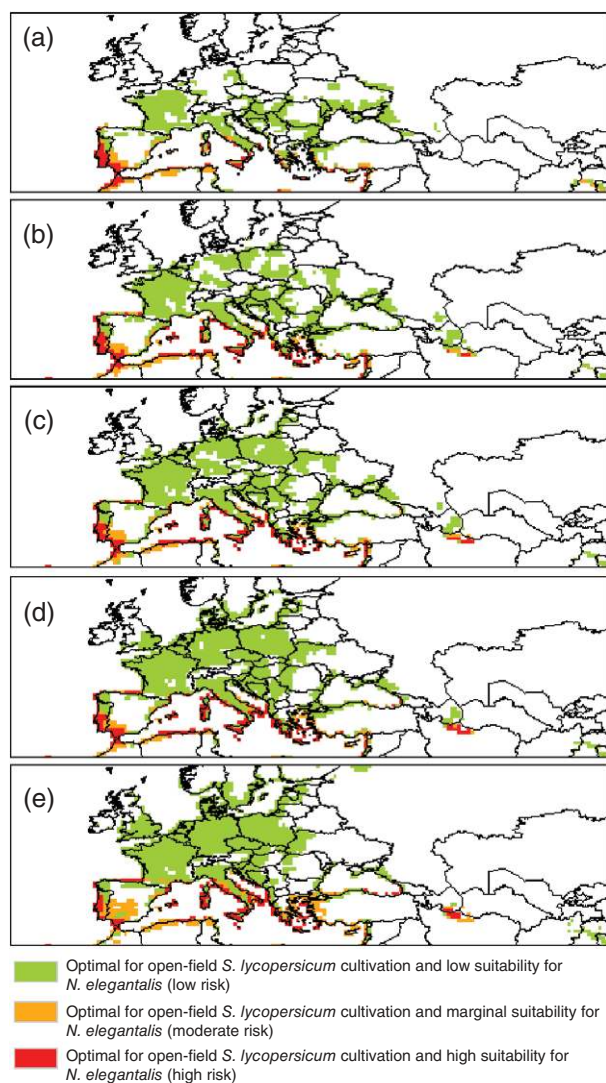 (a)
(b)
(c)
(d)
(e)
Optimal for open-field S. lycopersicum cultivation and low suitability for
N. elegantalis (low risk)
Optimal for open-field S. lycopersicum cultivation and marginal suitability for
N. elegantalis (moderate risk)
Optimal for open-field S. lycopersicum cultivation and high suitability for
N. elegantalis (high risk)